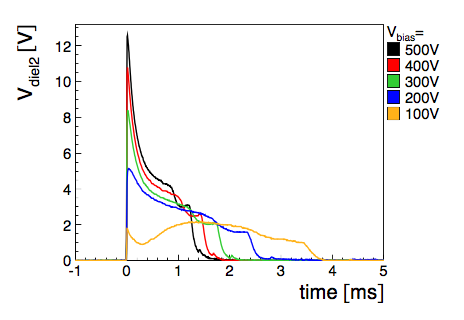 V_diel2 [V]
12
10
8
6
4
2
0
-1 0 1 2 3 4 5
time [ms]
V_bias=
500V
400V
300V
200V
100V